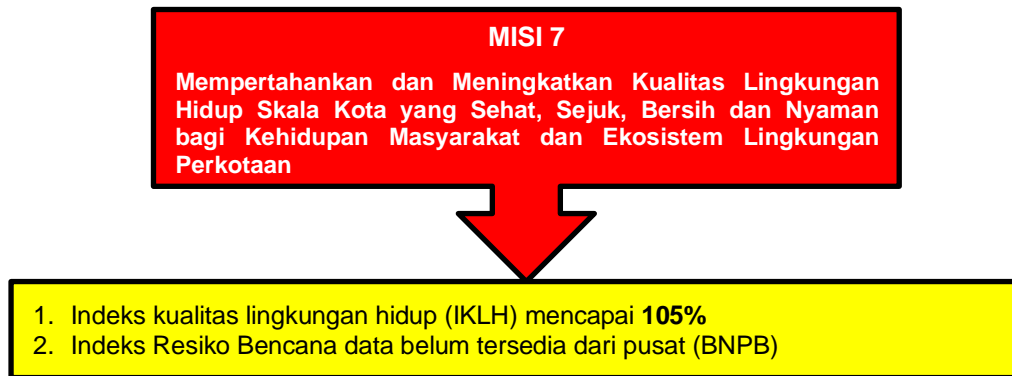 MISI 7
Mempertahankan dan Meningkatkan Kualitas Lingkungan
Hidup Skala Kota yang Sehat, Sejuk, Bersih dan Nyaman
bagi Kehidupan Masyarakat dan Ekosistem Lingkungan
Perkotaan
1. Indeks kualitas lingkungan hidup (IKLH) mencapai 105%
2. Indeks Resiko Bencana data belum tersedia dari pusat (BNPB)